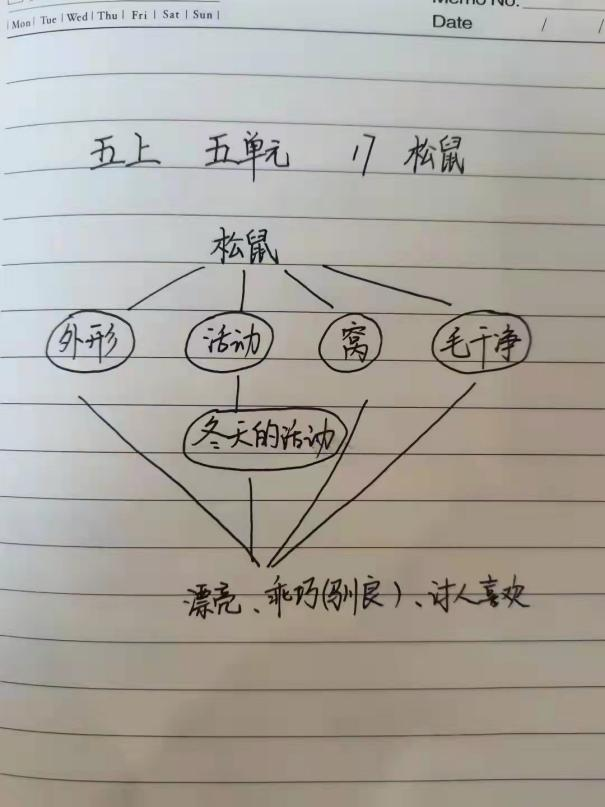 Memo No.
Mon | Tue | Wed | Thu | Fri | Sat | Sun |
Date / /
五上 五单元 17 松鼠
松鼠
外形 活动 窝 毛干净
冬天的活动
漂亮、乖巧(驯良)、讨人喜欢